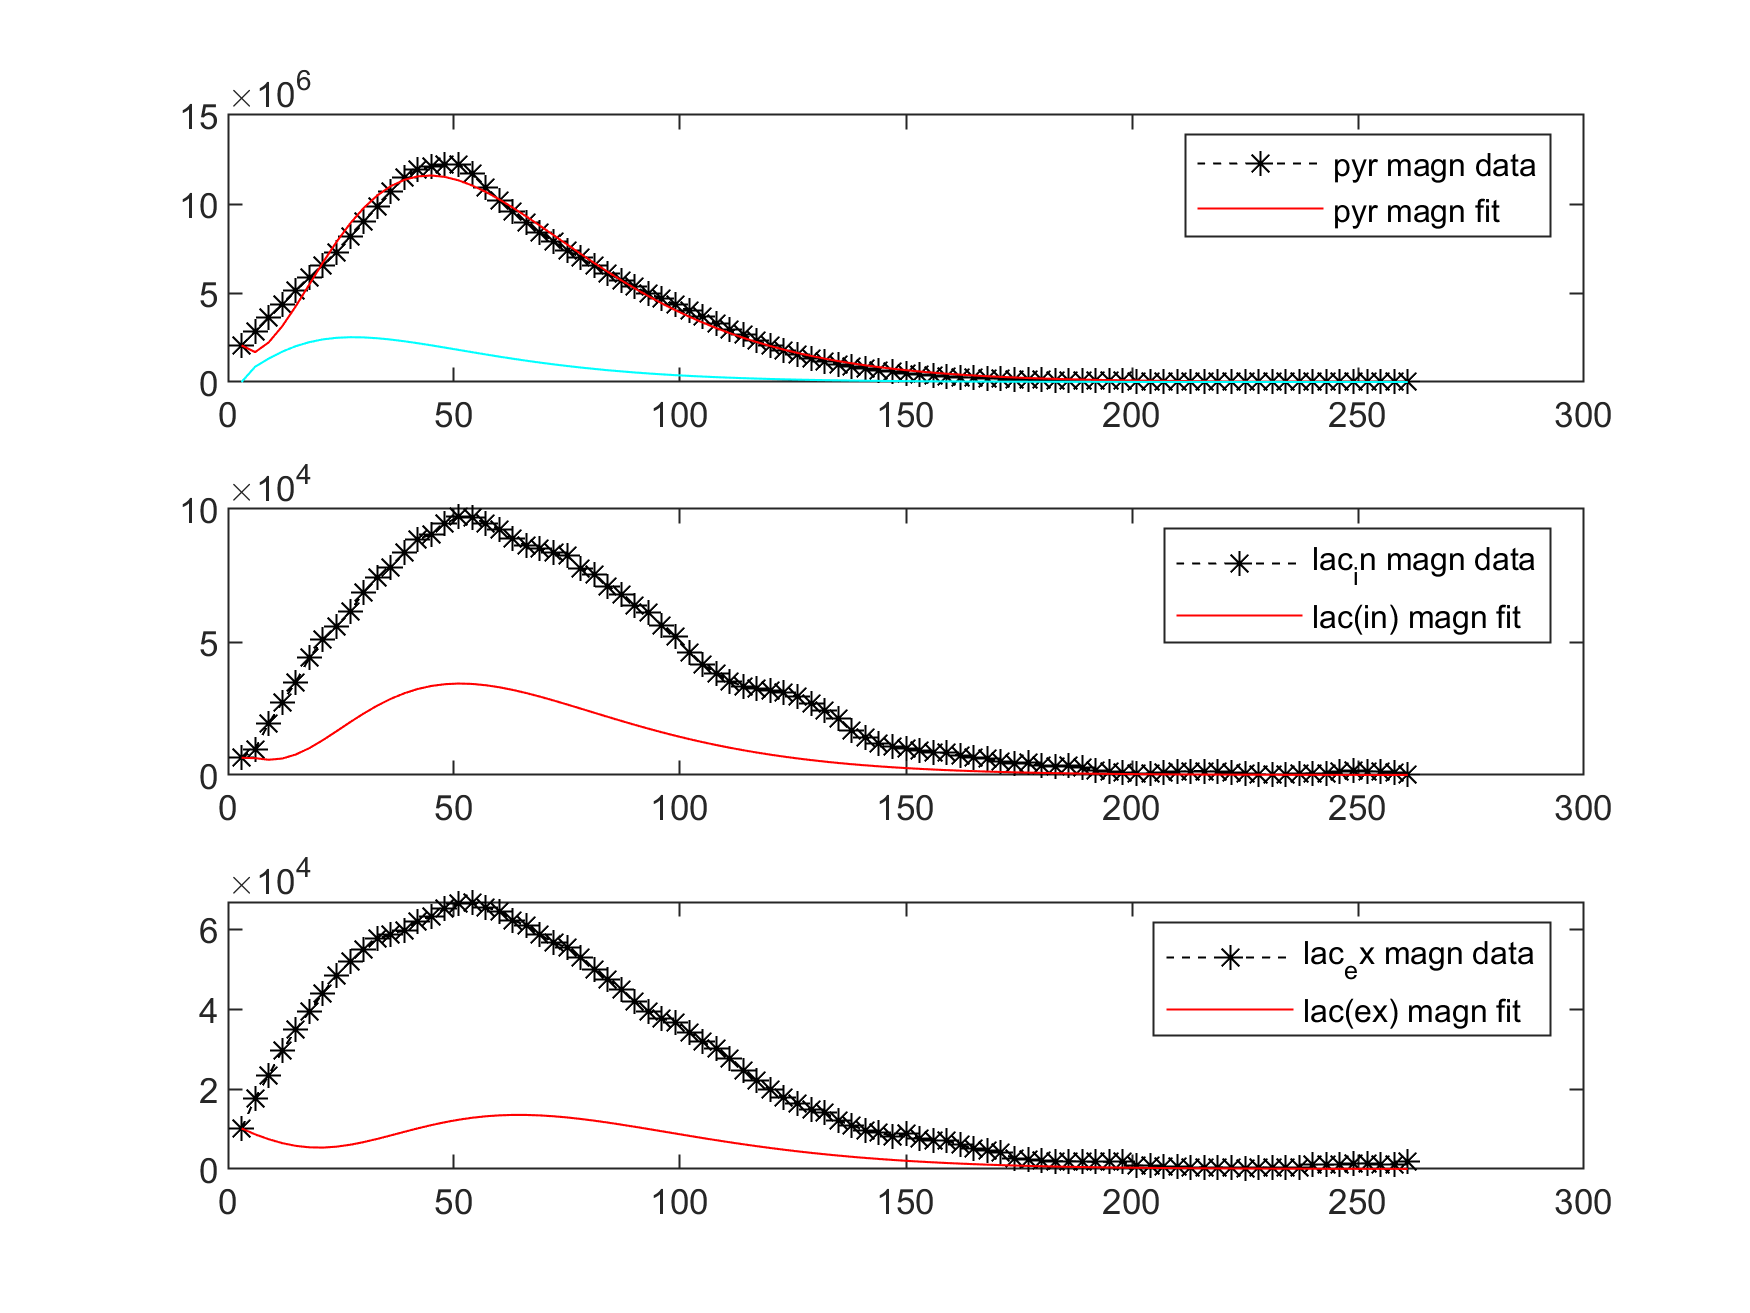 ×10^6
15
10
5
0
0 50 100 150 200 250 300
pyr magn data
pyr magn fit
×10^4
10
5
0
0 50 100 150 200 250 300
lac_in magn data
lac(in) magn fit
×10^4
6
4
2
0
0 50 100 150 200 250 300
lac_ex magn data
lac(ex) magn fit